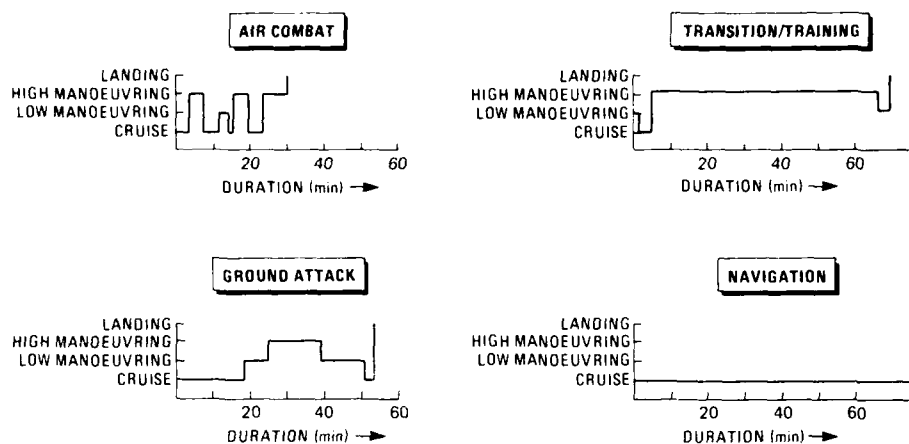 AIR COMBAT
LANDING
HIGH MANOEUVRING
LOW MANOEUVRING
CRUISE
20 40 60
DURATION (min)
TRANSITION/TRAINING
LANDING
HIGH MANOEUVRING
LOW MANOEUVRING
CRUISE
20 40 60
DURATION (min)
GROUND ATTACK
LANDING
HIGH MANOEUVRING
LOW MANOEUVRING
CRUISE
20 40 60
DURATION (min)
NAVIGATION
LANDING
HIGH MANOEUVRING
LOW MANOEUVRING
CRUISE
20 40 60
DURATION (min)